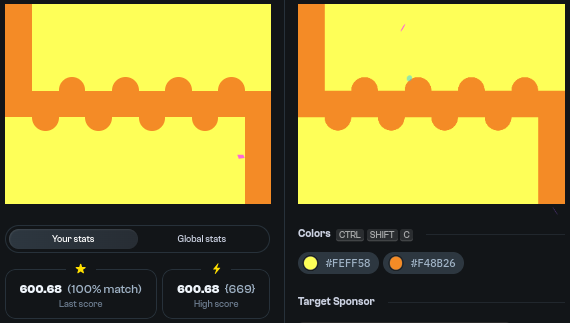 Your stats
Global stats
600.68 (100% match)
Last score
600.68 {669}
High score
Colors CTRL SHIFT C
#FEFF58
#F48B26
Target Sponsor